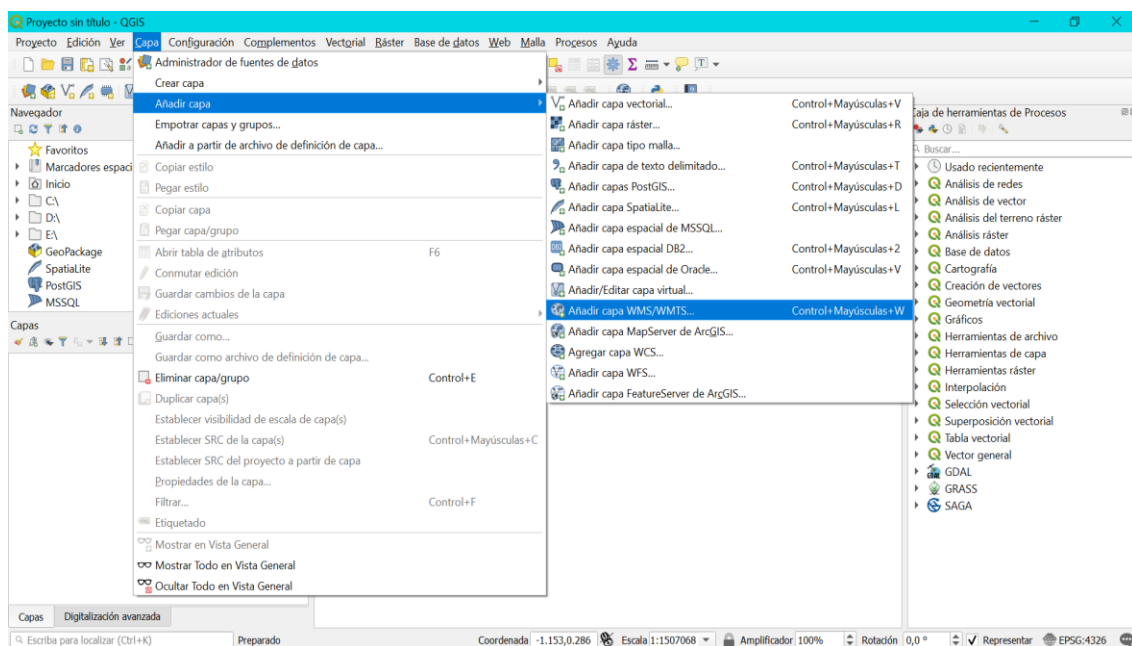 Proyecto sin título - QGIS
Proyecto Edición Ver Capa Configuración Complementos Vectorial Ráster Base de datos Web Malla Procesos Ayuda
Administrador de fuentes de datos
Crear capa
Añadir capa
Empotrar capas y grupos...
Añadir a partir de archivo de definición de capa...
Copiar estilo
Pegar estilo
Copiar capa
Pegar capa/grupo
Abrir tabla de atributos F6
Conmutar edición
Guardar cambios de la capa
Ediciones actuales
Guardar como...
Guardar como archivo de definición de capa...
Eliminar capa/grupo Control+E
Duplicar capa(s)
Establecer visibilidad de escala de capa(s)
Establecer SRC de la capa(s) Control+Mayúsculas+C
Establecer SRC del proyecto a partir de capa
Propiedades de la capa...
Filtrar... Control+F
Etiquetado
Mostrar en Vista General
Mostrar Todo en Vista General
Ocultar Todo en Vista General
Añadir capa vectorial... Control+Mayúsculas+V
Añadir capa ráster... Control+Mayúsculas+R
Añadir capa tipo malla...
Añadir capa de texto delimitado... Control+Mayúsculas+T
Añadir capas PostGIS... Control+Mayúsculas+D
Añadir capa SpatiaLite... Control+Mayúsculas+L
Añadir capa espacial de MSSQL...
Añadir capa espacial DB2... Control+Mayúsculas+2
Añadir capa espacial de Oracle... Control+Mayúsculas+V
Añadir/Editar capa virtual...
Añadir capa WMS/WMTS... Control+Mayúsculas+W
Añadir capa MapServer de ArcGIS...
Agregar capa WCS...
Añadir capa WFS...
Añadir capa FeatureServer de ArcGIS...
Navegador
Favoritos
Marcadores espaci
Inicio
C:\
D:\
E:\
GeoPackage
SpatiaLite
PostGIS
MSSQL
Capas
Capas Digitalización avanzada
Caja de herramientas de Procesos
Buscar...
Usado recientemente
Análisis de redes
Análisis de vector
Análisis del terreno ráster
Análisis ráster
Base de datos
Cartografía
Creación de vectores
Geometría vectorial
Gráficos
Herramientas de archivo
Herramientas de capa
Herramientas ráster
Interpolación
Selección vectorial
Superposición vectorial
Tabla vectorial
Vector general
GDAL
GRASS
SAGA
Escriba para localizar (Ctrl+K) Preparado Coordenada -1.153,0.286 Escala 1:1507068 Amplificador 100% Rotación 0,0 ° Representar EPSG:4326